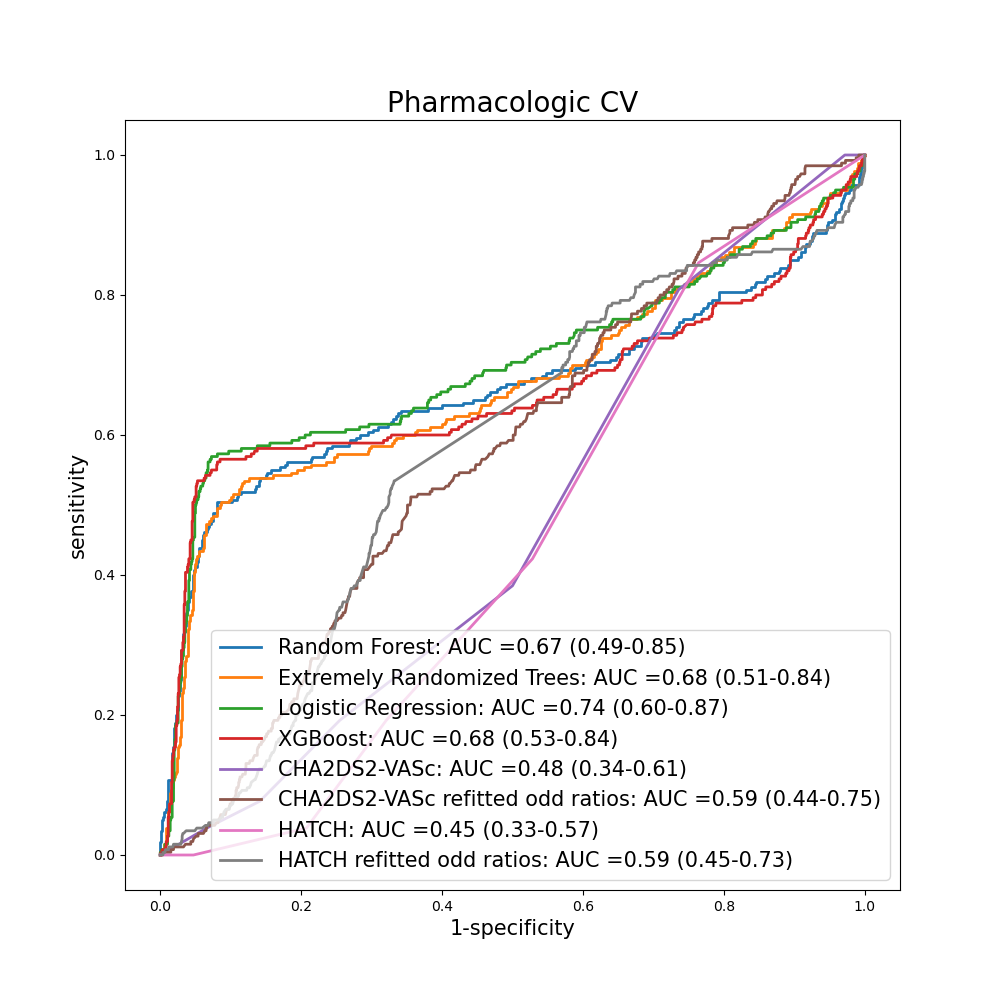 Pharmacologic CV
1.0
0.8
0.6
0.4
0.2
0.0
sensitivity
Random Forest: AUC =0.67 (0.49-0.85)
Extremely Randomized Trees: AUC =0.68 (0.51-0.84)
Logistic Regression: AUC =0.74 (0.60-0.87)
XGBoost: AUC =0.68 (0.53-0.84)
CHA2DS2-VASc: AUC =0.48 (0.34-0.61)
CHA2DS2-VASc refitted odd ratios: AUC =0.59 (0.44-0.75)
HATCH: AUC =0.45 (0.33-0.57)
HATCH refitted odd ratios: AUC =0.59 (0.45-0.73)
0.0 0.2 0.4 0.6 0.8 1.0
1-specificity